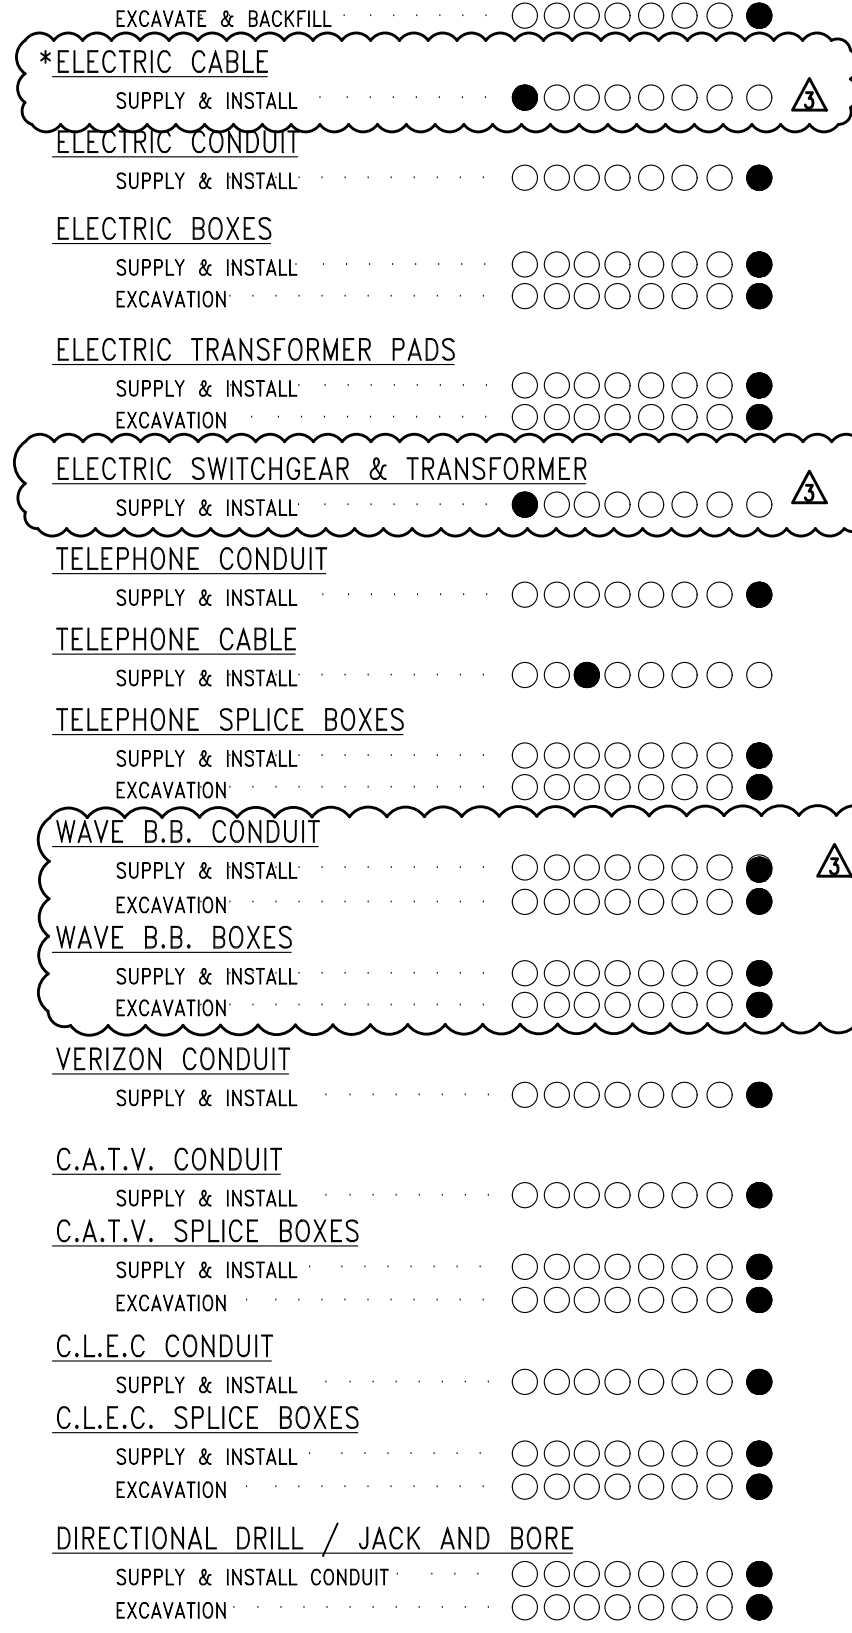 EXCAVATE & BACKFILL
*ELECTRIC CABLE
SUPPLY & INSTALL
3
ELECTRIC CONDUIT
SUPPLY & INSTALL
ELECTRIC BOXES
SUPPLY & INSTALL
EXCAVATION
ELECTRIC TRANSFORMER PADS
SUPPLY & INSTALL
EXCAVATION
ELECTRIC SWITCHGEAR & TRANSFORMER
SUPPLY & INSTALL
3
TELEPHONE CONDUIT
SUPPLY & INSTALL
TELEPHONE CABLE
SUPPLY & INSTALL
TELEPHONE SPLICE BOXES
SUPPLY & INSTALL
EXCAVATION
WAVE B.B. CONDUIT
SUPPLY & INSTALL
3
EXCAVATION
WAVE B.B. BOXES
SUPPLY & INSTALL
EXCAVATION
VERIZON CONDUIT
SUPPLY & INSTALL
C.A.T.V. CONDUIT
SUPPLY & INSTALL
C.A.T.V. SPLICE BOXES
SUPPLY & INSTALL
EXCAVATION
C.L.E.C CONDUIT
SUPPLY & INSTALL
C.L.E.C. SPLICE BOXES
SUPPLY & INSTALL
EXCAVATION
DIRECTIONAL DRILL / JACK AND BORE
SUPPLY & INSTALL CONDUIT
EXCAVATION